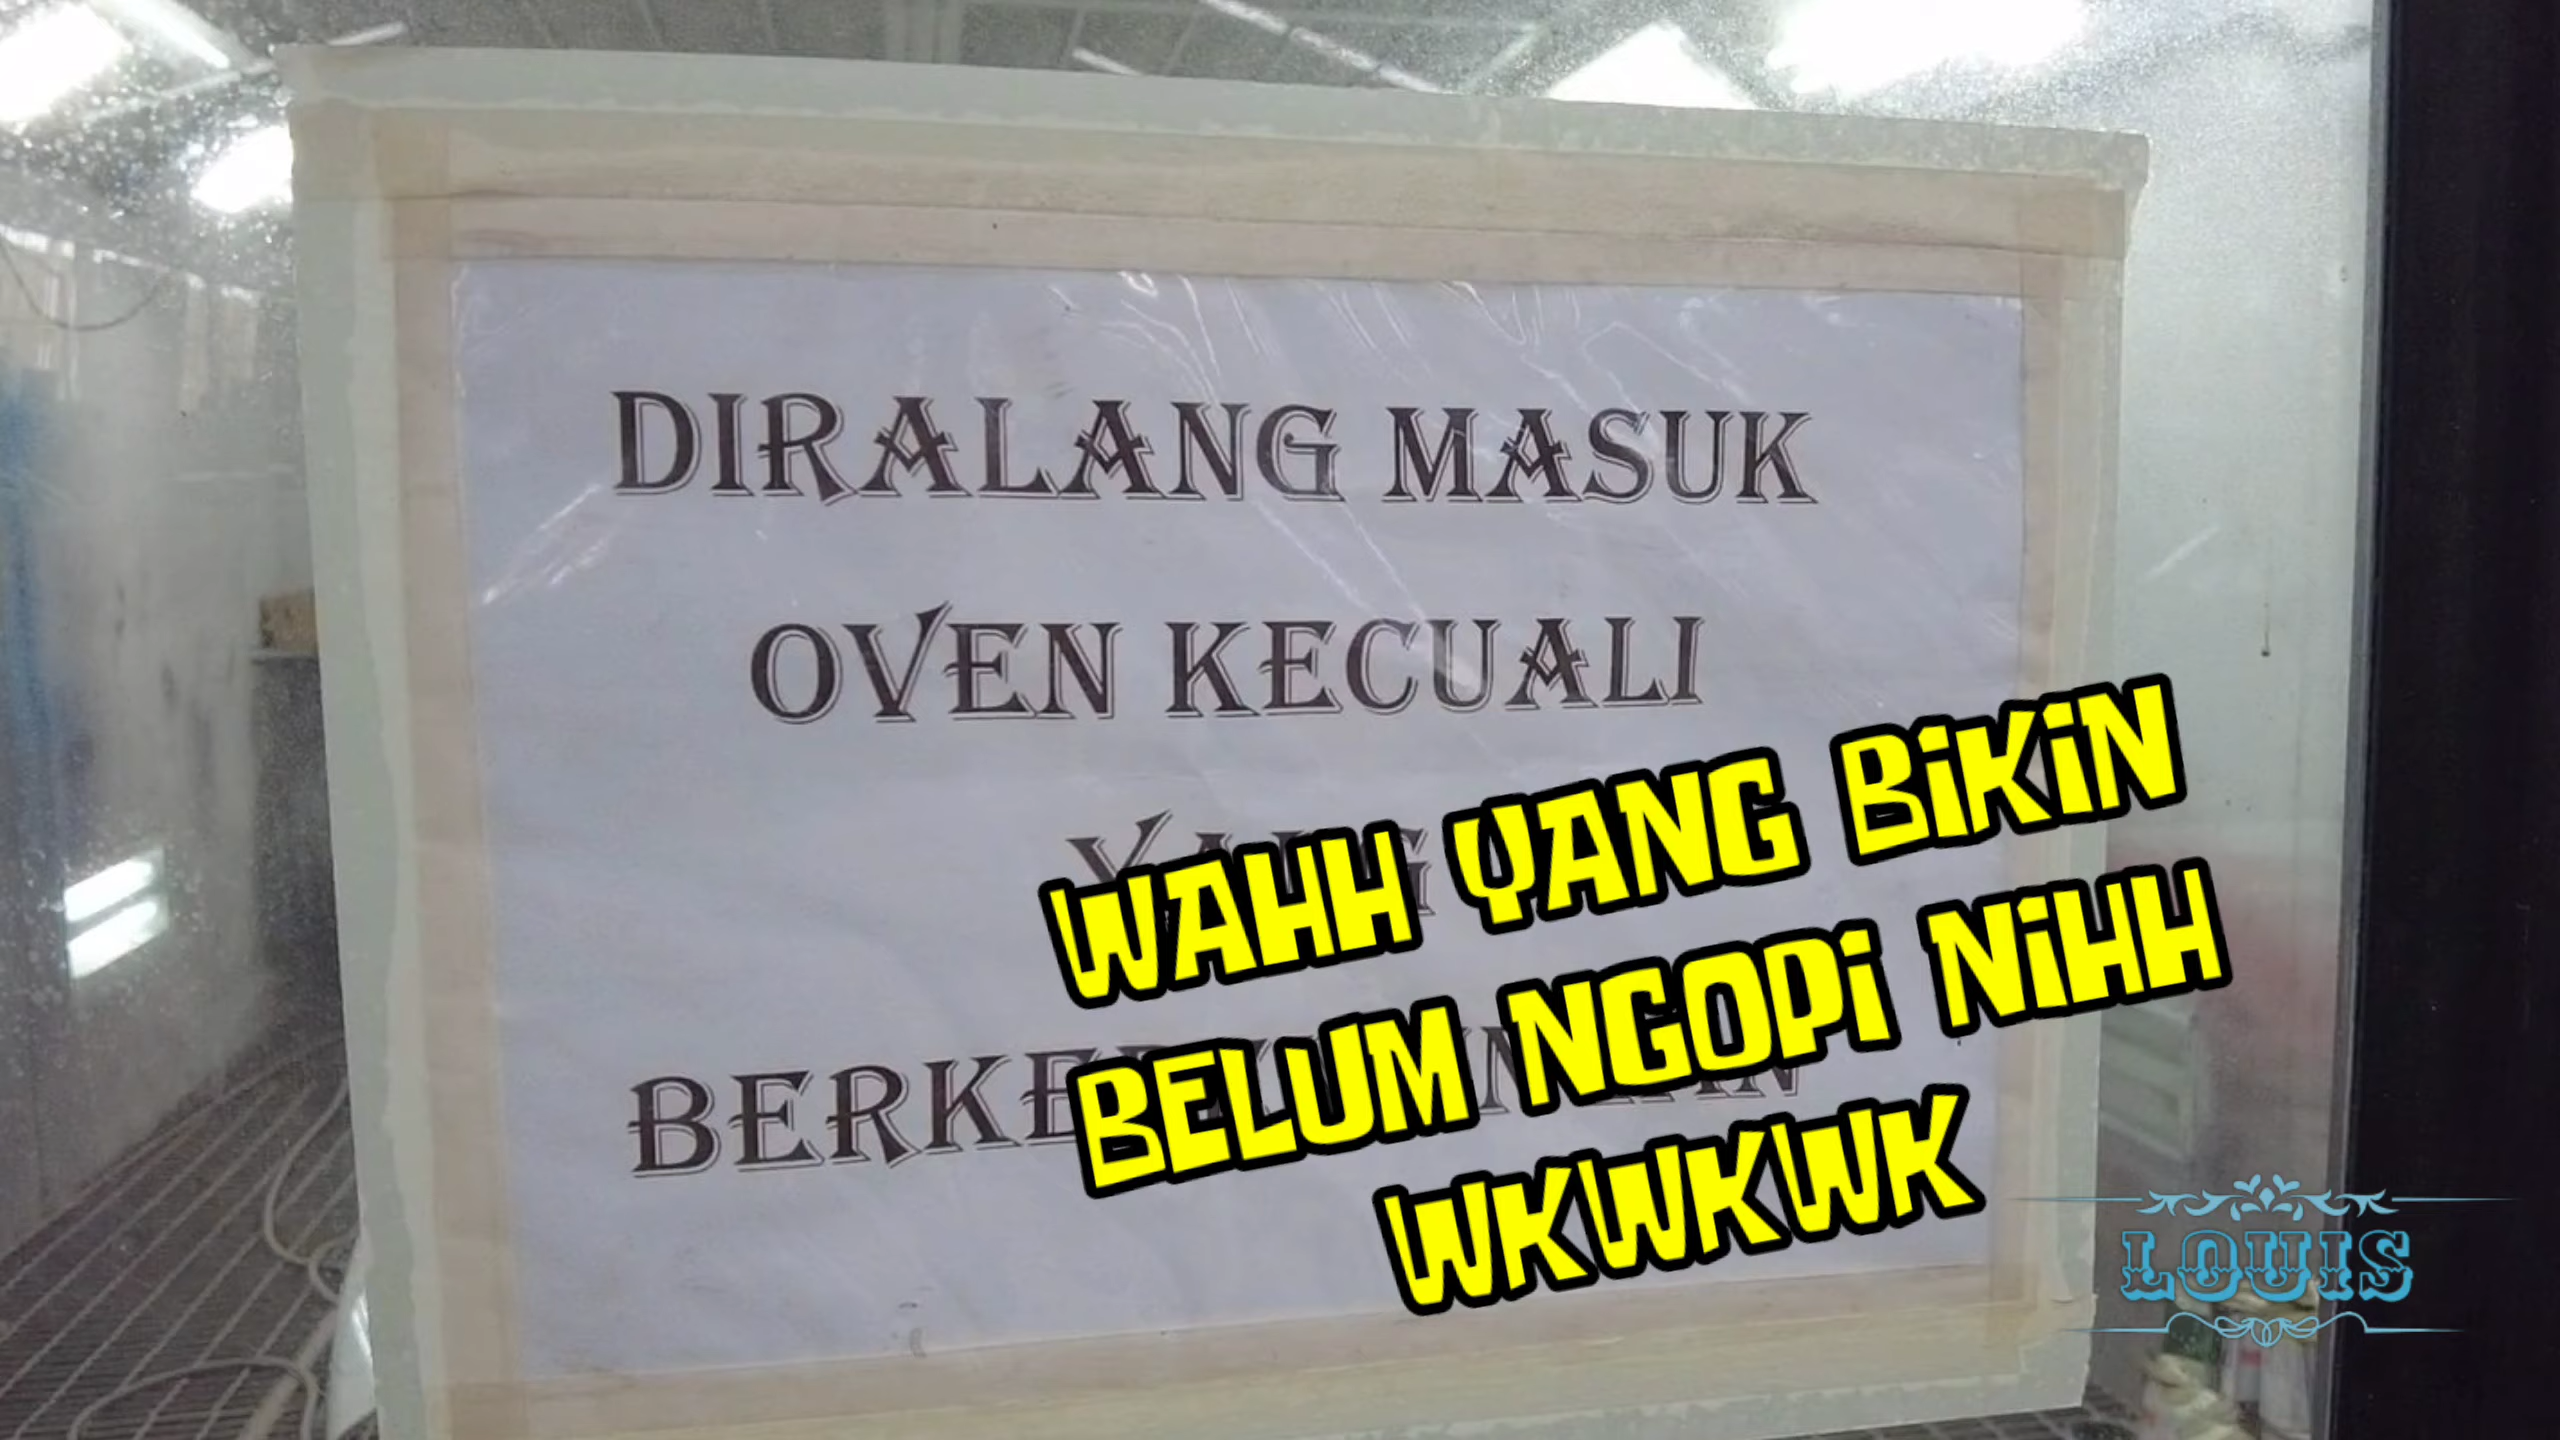 DIRALANG MASUK
OVEN KECUALI
WAHH YANG BIKIN
BELUM NGOPI NIHH
WKWKWK
LOUIS